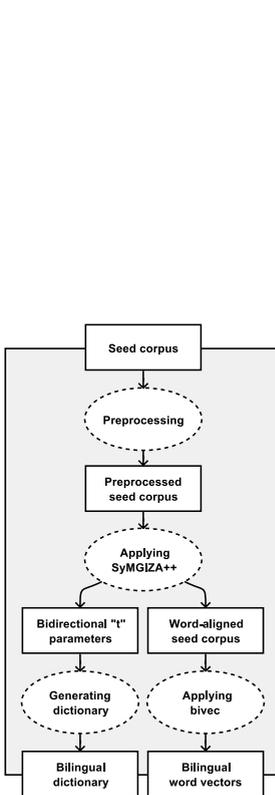 Seed corpus
Preprocessing
Preprocessed
seed corpus
Applying
SyMGIZA++
Bidirectional "t"
parameters
Word-aligned
seed corpus
Generating
dictionary
Applying
bivec
Bilingual
dictionary
Bilingual
word vectors